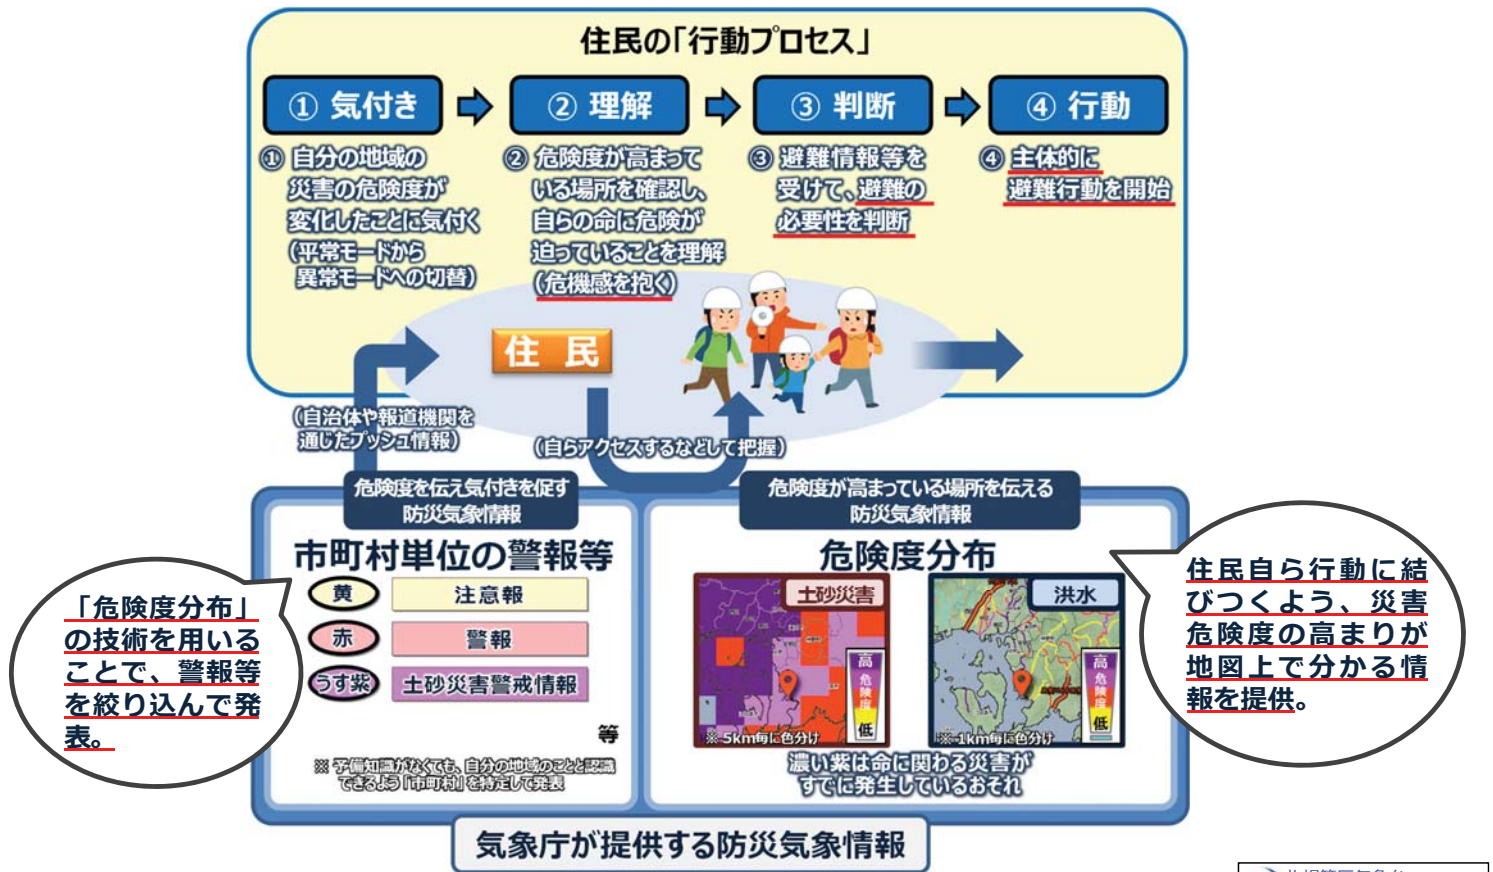 住民の「行動プロセス」
① 気付き
② 理解
③ 判断
④ 行動
① 自分の地域の
災害の危険度が
変化したことに気付く
（平常モードから
異常モードへの切替）
② 危険度が高まって
いる場所を確認し、
自らの命に危険が
迫っていることを理解
（危機感を抱く）
③ 避難情報等を
受けて、避難の
必要性を判断
④ 主体的に
避難行動を開始
住 民
（自治体や報道機関を
通じたプッシュ情報）
（自らアクセスするなどして把握）
危険度を伝え気付きを促す
防災気象情報
市町村単位の警報等
黄
注意報
赤
警報
うす紫
土砂災害警戒情報
等
※ 予備知識がなくても、自分の地域のことと認識
できるよう「市町村」を特定して発表
危険度が高まっている場所を伝える
防災気象情報
危険度分布
土砂災害
高
危険度
低
※ 5km毎に色分け
洪水
高
危険度
低
※ 1km毎に色分け
濃い紫は命に関わる災害が
すでに発生しているおそれ
「危険度分布」
の技術を用いる
ことで、警報等
を絞り込んで発
表。
住民自ら行動に結
びつくよう、災害
危険度の高まりが
地図上で分かる情
報を提供。
気象庁が提供する防災気象情報